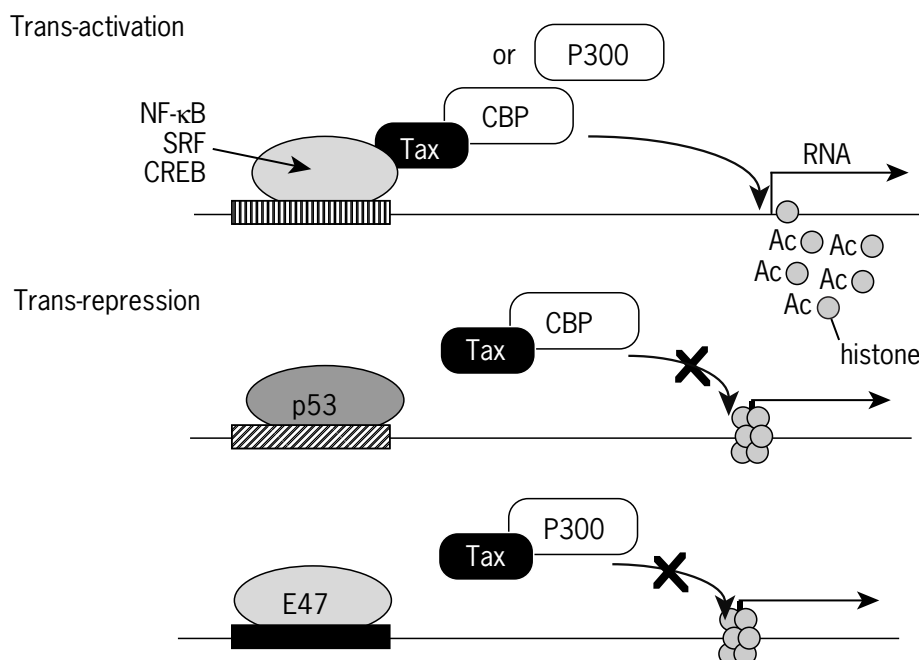 Trans-activation
or P300
NF-κB
SRF
CREB
Tax
CBP
RNA
Ac Ac
Ac Ac
Ac
histone
Trans-repression
Tax
CBP
p53
Tax
P300
E47